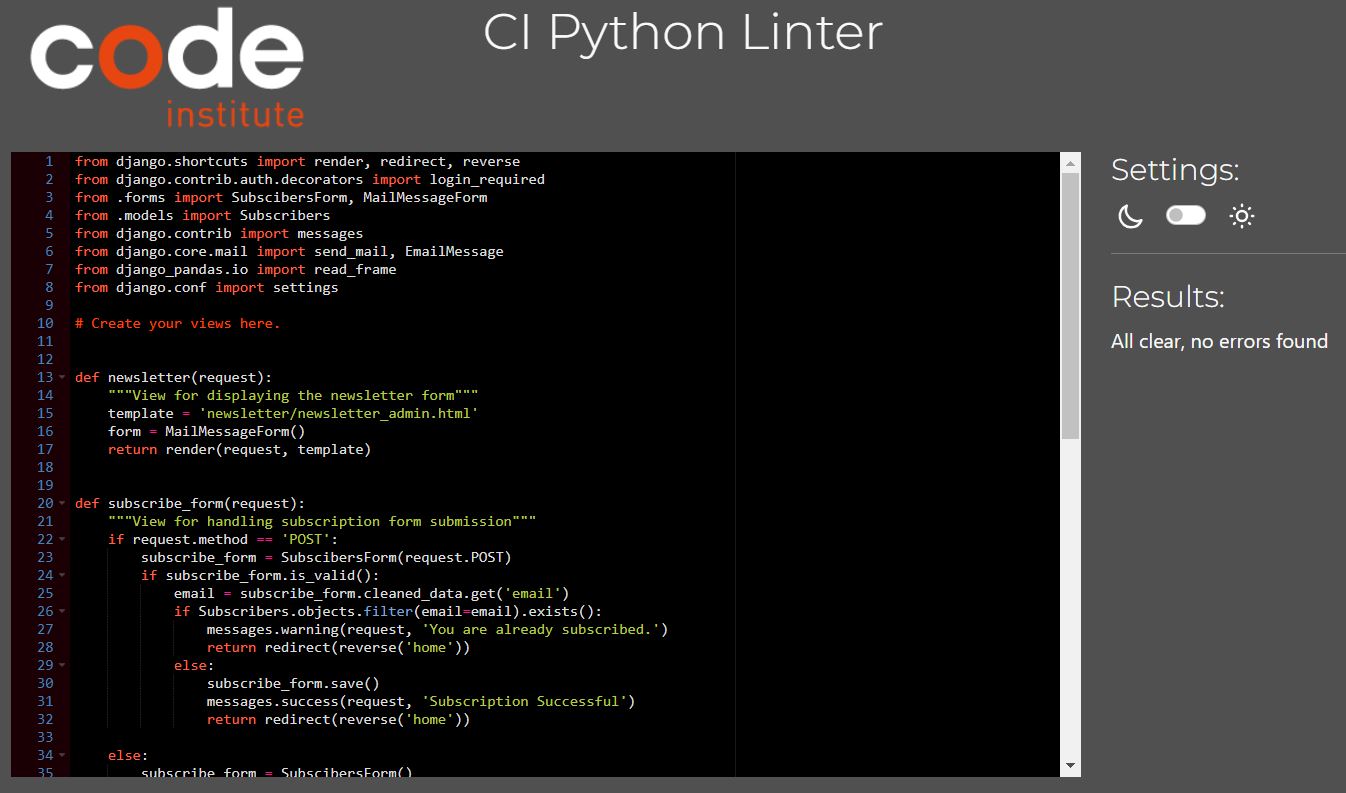 code
institute
CI Python Linter
1 from django.shortcuts import render, redirect, reverse
2 from django.contrib.auth.decorators import login_required
3 from .forms import SubscibersForm, MailMessageForm
4 from .models import Subscribers
5 from django.contrib import messages
6 from django.core.mail import send_mail, EmailMessage
7 from django_pandas.io import read_frame
8 from django.conf import settings
9
10 # Create your views here.
11
12
13 def newsletter(request):
14     """View for displaying the newsletter form"""
15     template = 'newsletter/newsletter_admin.html'
16     form = MailMessageForm()
17     return render(request, template)
18
19
20 def subscribe_form(request):
21     """View for handling subscription form submission"""
22     if request.method == 'POST':
23         subscribe_form = SubscibersForm(request.POST)
24         if subscribe_form.is_valid():
25             email = subscribe_form.cleaned_data.get('email')
26             if Subscribers.objects.filter(email=email).exists():
27                 messages.warning(request, 'You are already subscribed.')
28                 return redirect(reverse('home'))
29             else:
30                 subscribe_form.save()
31                 messages.success(request, 'Subscription Successful')
32                 return redirect(reverse('home'))
33
34     else:
35         subscribe_form = SubscibersForm()
Settings:
Results:
All clear, no errors found